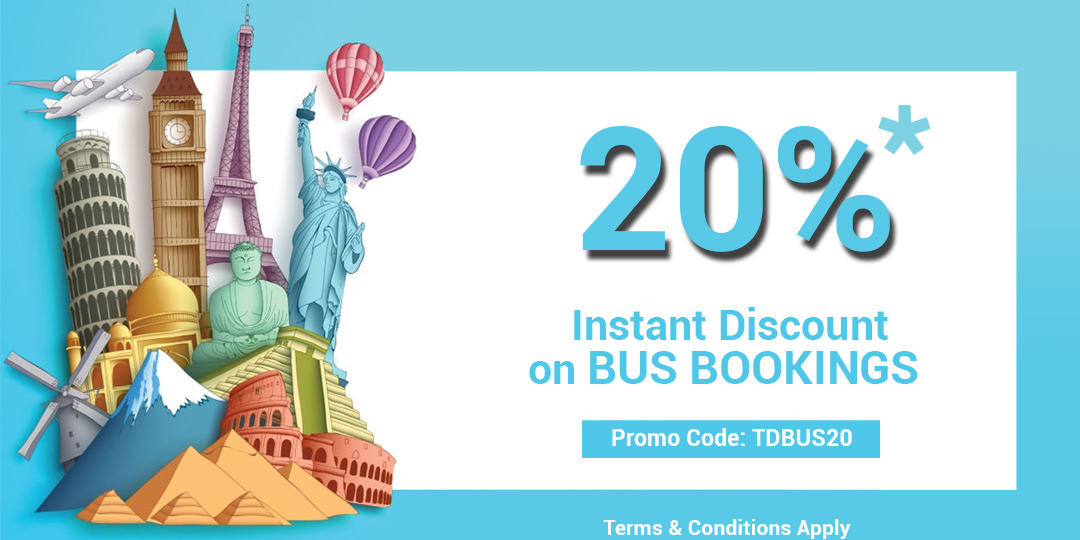 20%*
Instant Discount
on BUS BOOKINGS
Promo Code: TDBUS20
Terms & Conditions Apply